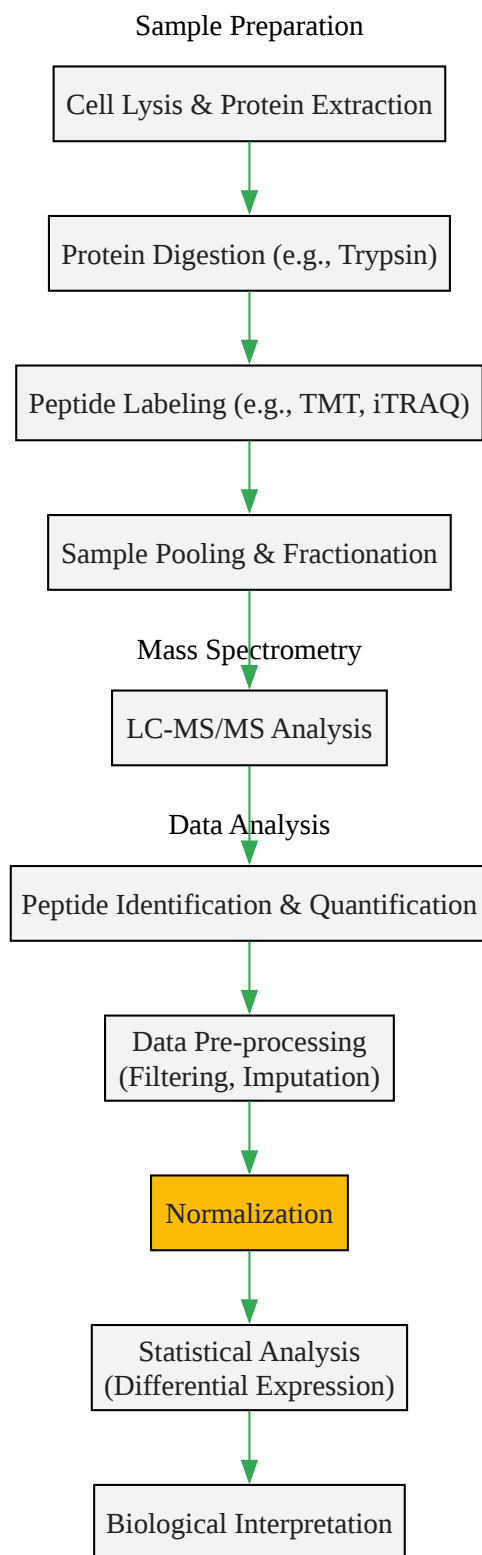 Sample Preparation
Cell Lysis & Protein Extraction
Protein Digestion (e.g., Trypsin)
Peptide Labeling (e.g., TMT, iTRAQ)
Sample Pooling & Fractionation
Mass Spectrometry
LC-MS/MS Analysis
Data Analysis
Peptide Identification & Quantification
Data Pre-processing
(Filtering, Imputation)
Normalization
Statistical Analysis
(Differential Expression)
Biological Interpretation